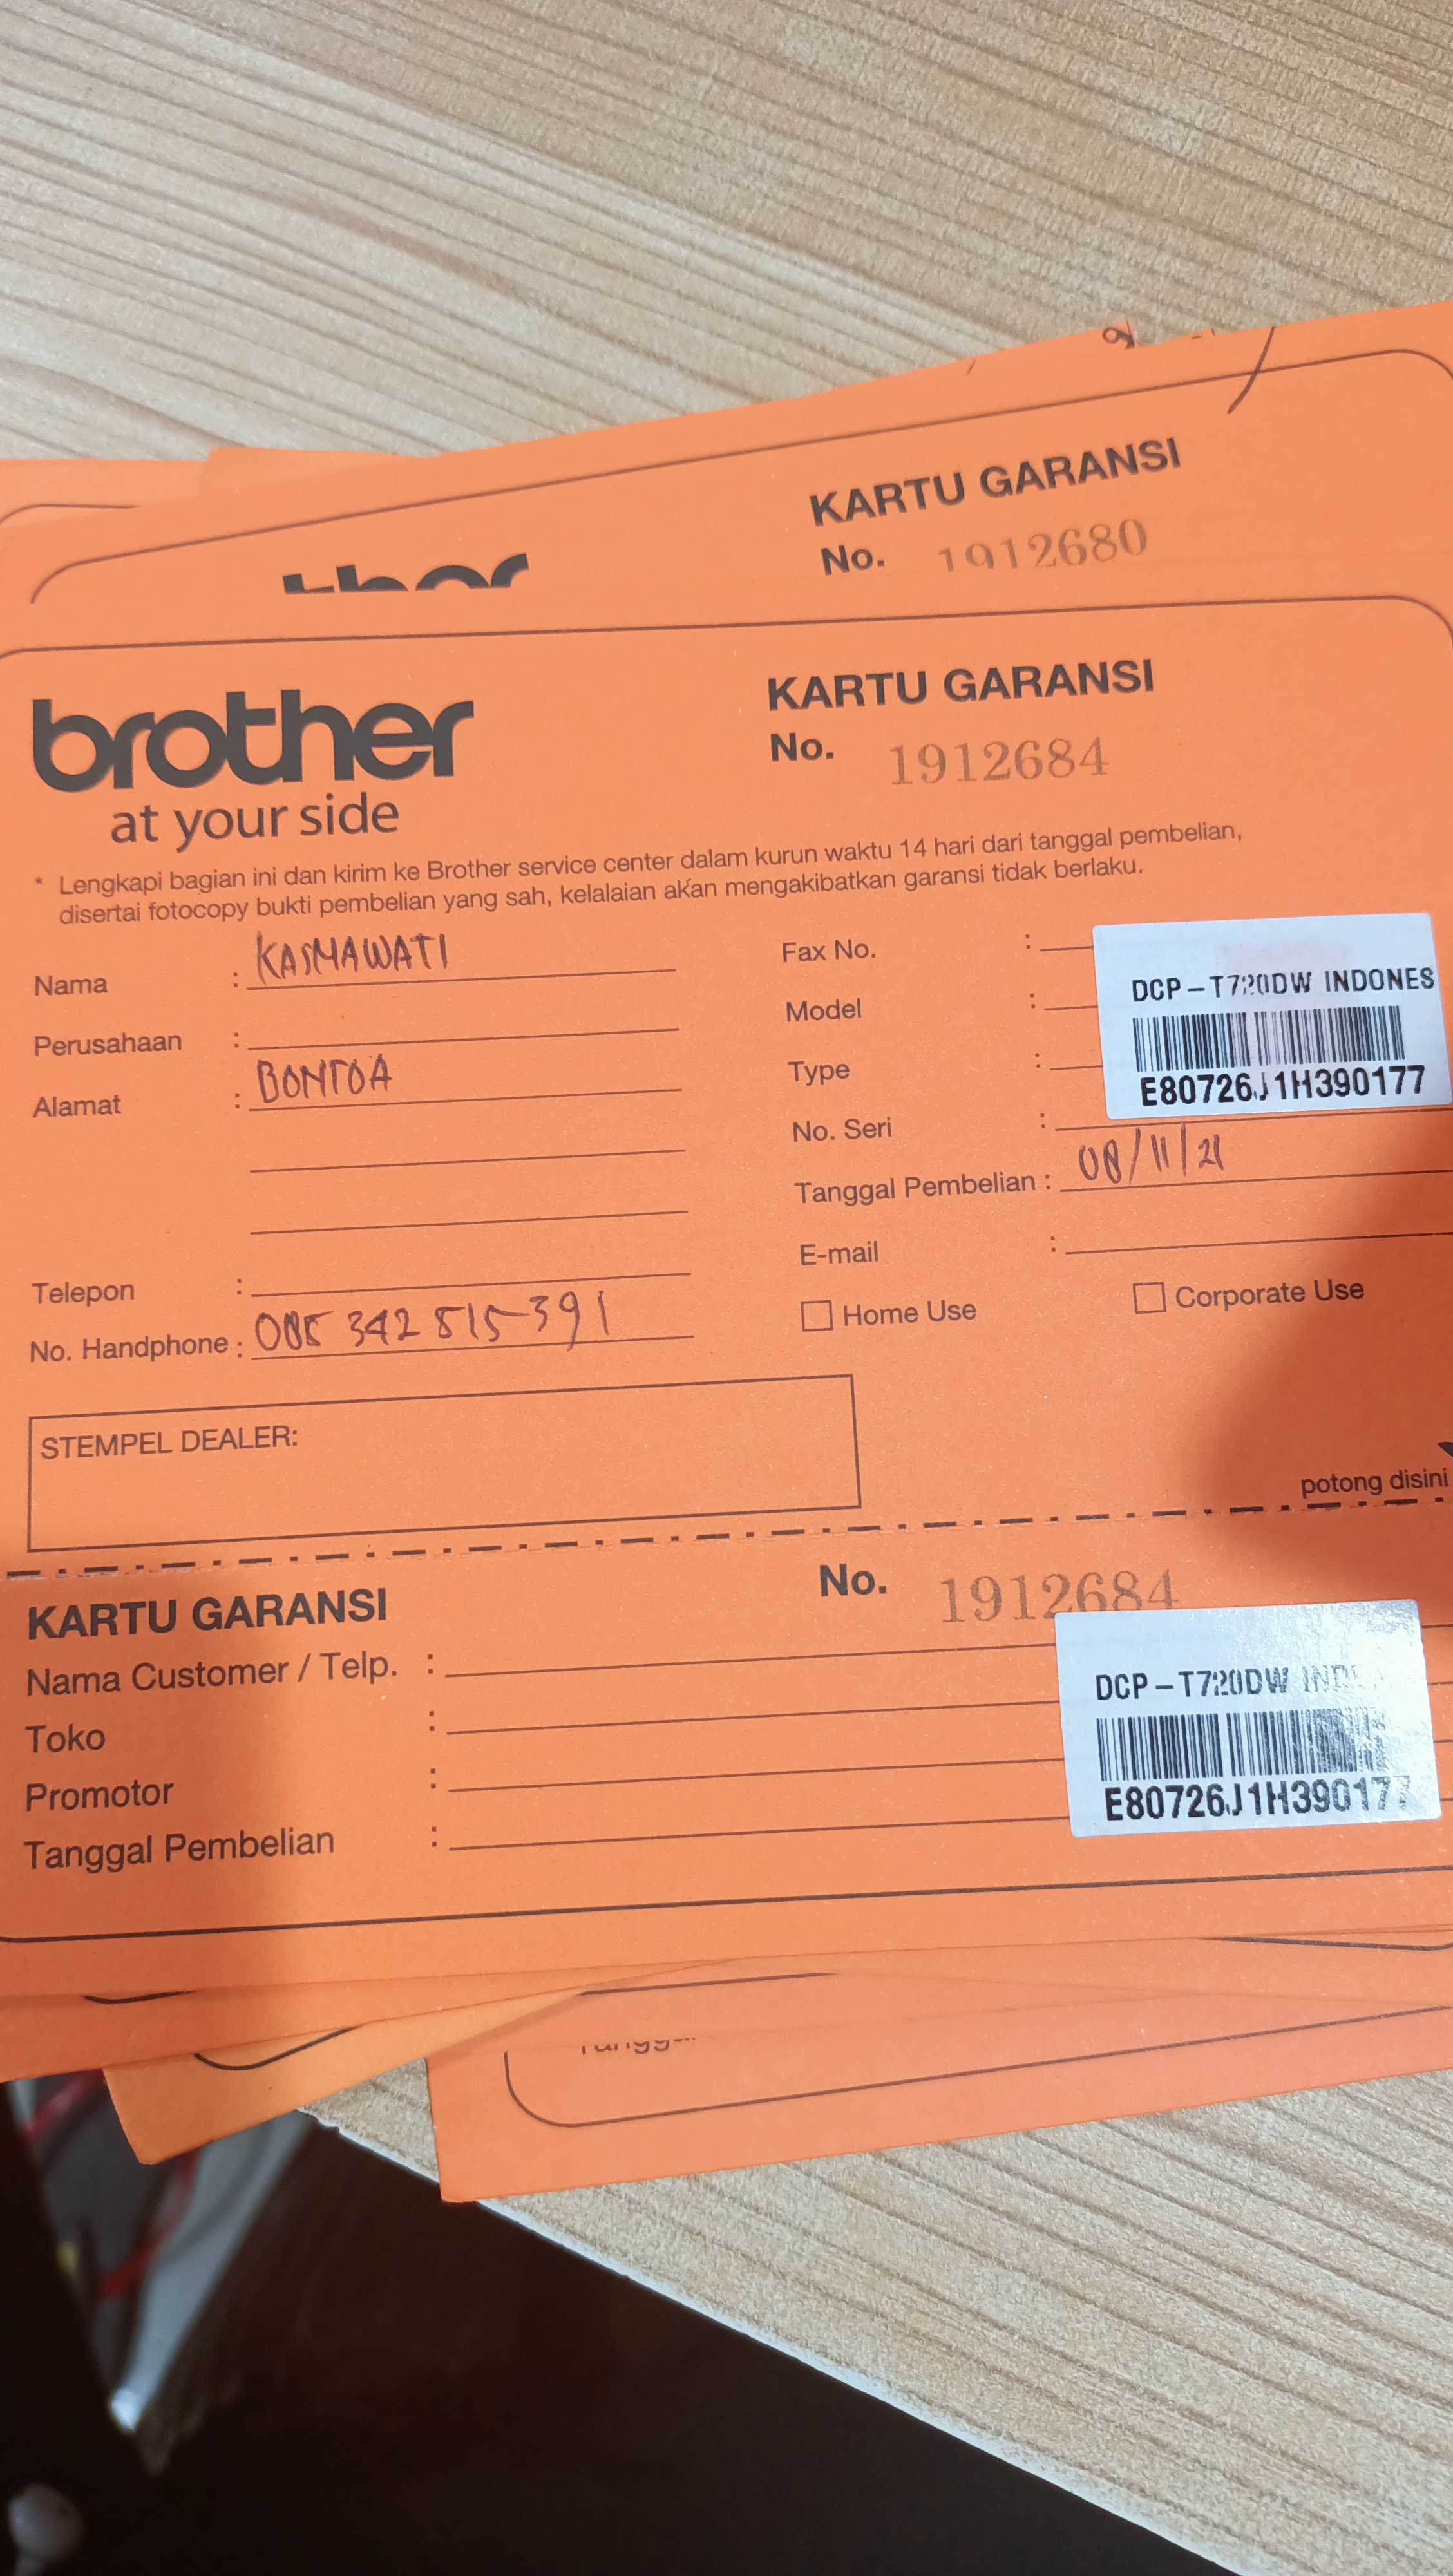 KARTU GARANSI
No. 1912680
brother
at your side
KARTU GARANSI
No. 1912684
* Lengkapi bagian ini dan kirim ke Brother service center dalam kurun waktu 14 hari dari tanggal pembelian,
disertai fotocopy bukti pembelian yang sah, kelalaian akan mengakibatkan garansi tidak berlaku.
Nama : KASMAWATI
Perusahaan :
Alamat : BONTOA
Telepon :
No. Handphone : 085 342 515 391
Fax No. :
Model :
Type :
No. Seri :
DCP-T720DW INDONES
E80726J1H390177
Tanggal Pembelian : 08/11/21
E-mail :
Home Use
Corporate Use
STEMPEL DEALER:
potong disini
KARTU GARANSI
No. 1912684
Nama Customer / Telp. :
Toko :
Promotor :
Tanggal Pembelian :
DCP-T720DW
E80726J1H390177